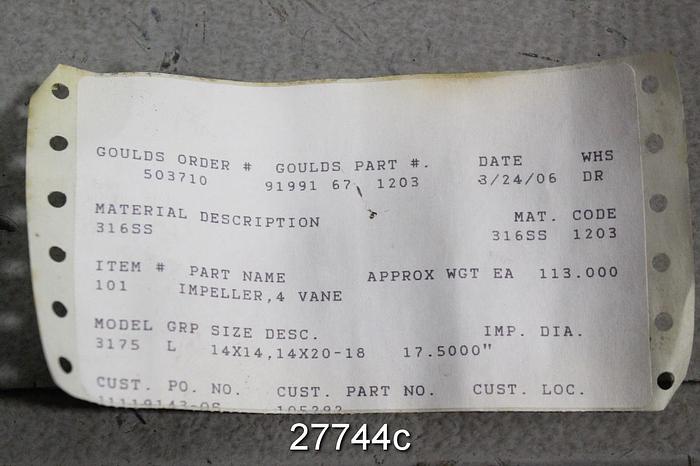 GOULDS ORDER # GOULDS PART #. DATE WHS
503710 91991 67 1203 3/24/06 DR
MATERIAL DESCRIPTION MAT. CODE
316SS 316SS 1203
ITEM # PART NAME APPROX WGT EA 113.000
101 IMPELLER,4 VANE
MODEL GRP SIZE DESC. IMP. DIA.
3175 L 14X14,14X20-18 17.5000"
CUST. PO. NO. CUST. PART NO. CUST. LOC.
27744c